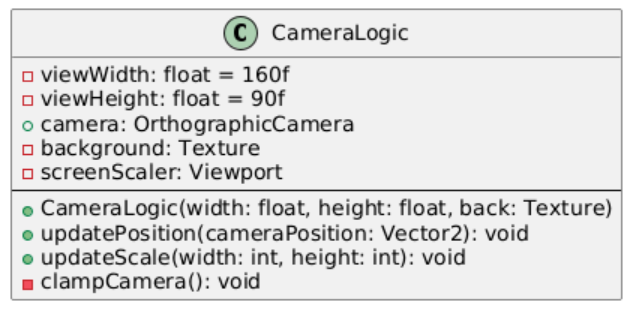 C CameraLogic
viewWidth: float = 160f
viewHeight: float = 90f
camera: OrthographicCamera
background: Texture
screenScaler: Viewport
CameraLogic(width: float, height: float, back: Texture)
updatePosition(cameraPosition: Vector2): void
updateScale(width: int, height: int): void
clampCamera(): void